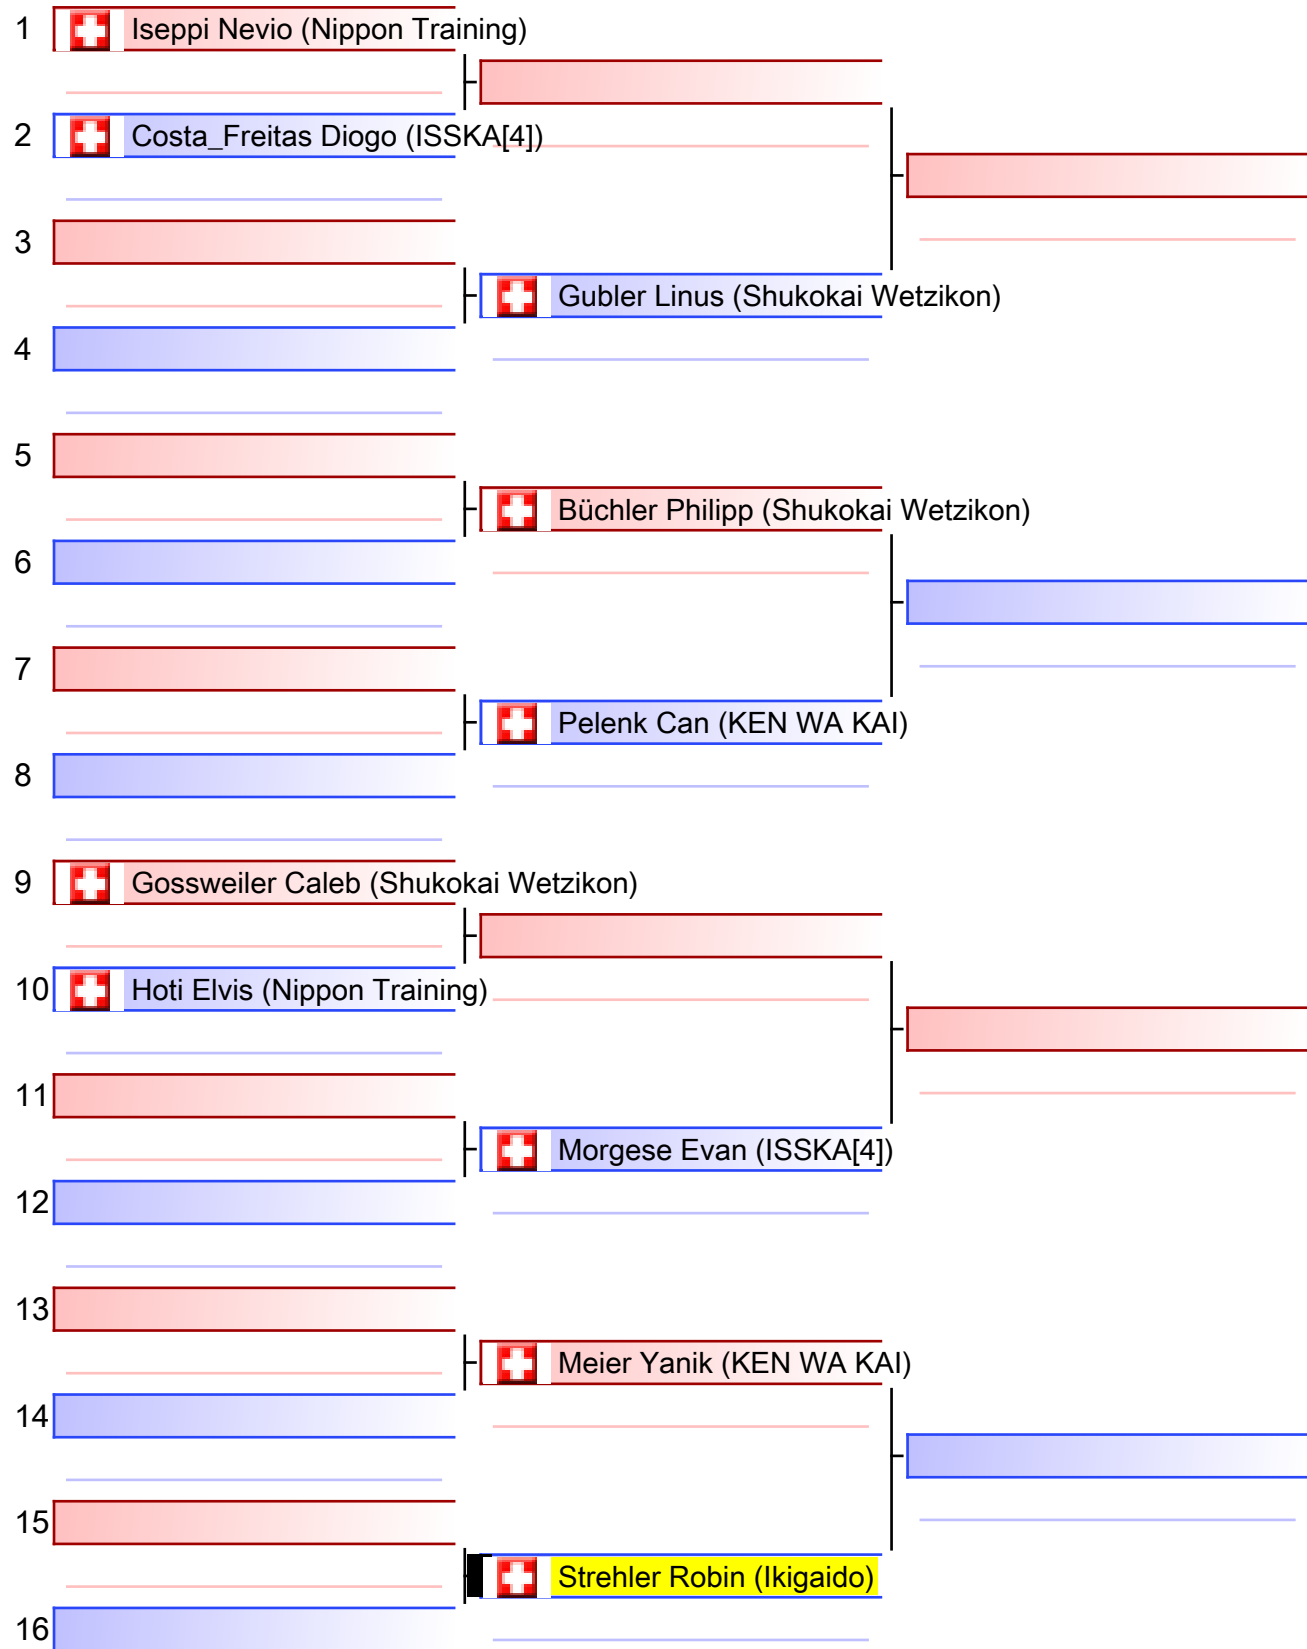 1 Iseppi Nevio (Nippon Training)
2 Costa_Freitas Diogo (ISSKA[4])
3
Gubler Linus (Shukokai Wetzikon)
4
5
Büchler Philipp (Shukokai Wetzikon)
6
7
Pelenk Can (KEN WA KAI)
8
9 Gossweiler Caleb (Shukokai Wetzikon)
10 Hoti Elvis (Nippon Training)
11
Morgese Evan (ISSKA[4])
12
13
Meier Yanik (KEN WA KAI)
14
15
Strehler Robin (Ikigaido)
16